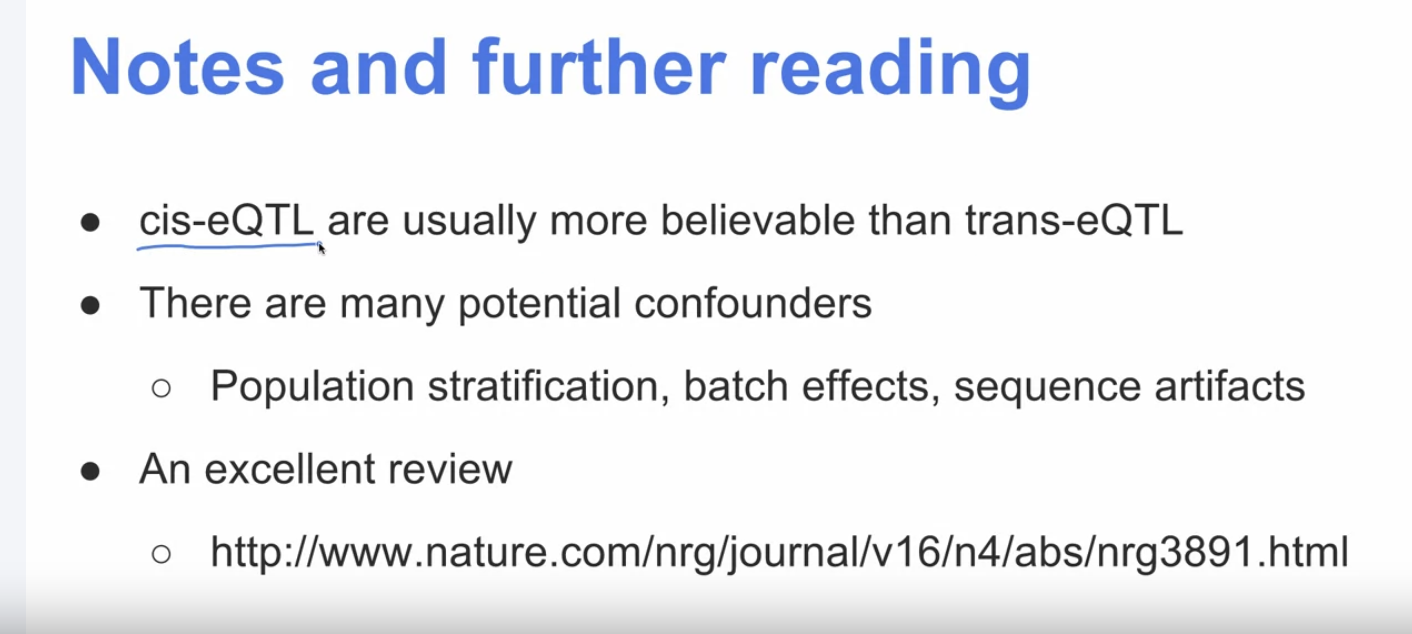 Notes and further reading
● cis-eQTL are usually more believable than trans-eQTL
● There are many potential confounders
○ Population stratification, batch effects, sequence artifacts
● An excellent review
○ http://www.nature.com/nrg/journal/v16/n4/abs/nrg3891.html